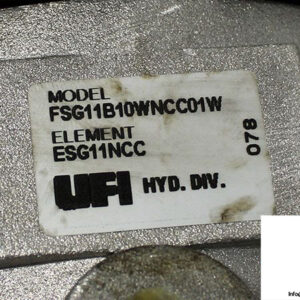 MODEL
FSG11B10WNCC01W
ELEMENT
ESG11NCC
078
UFI HYD. DIV.